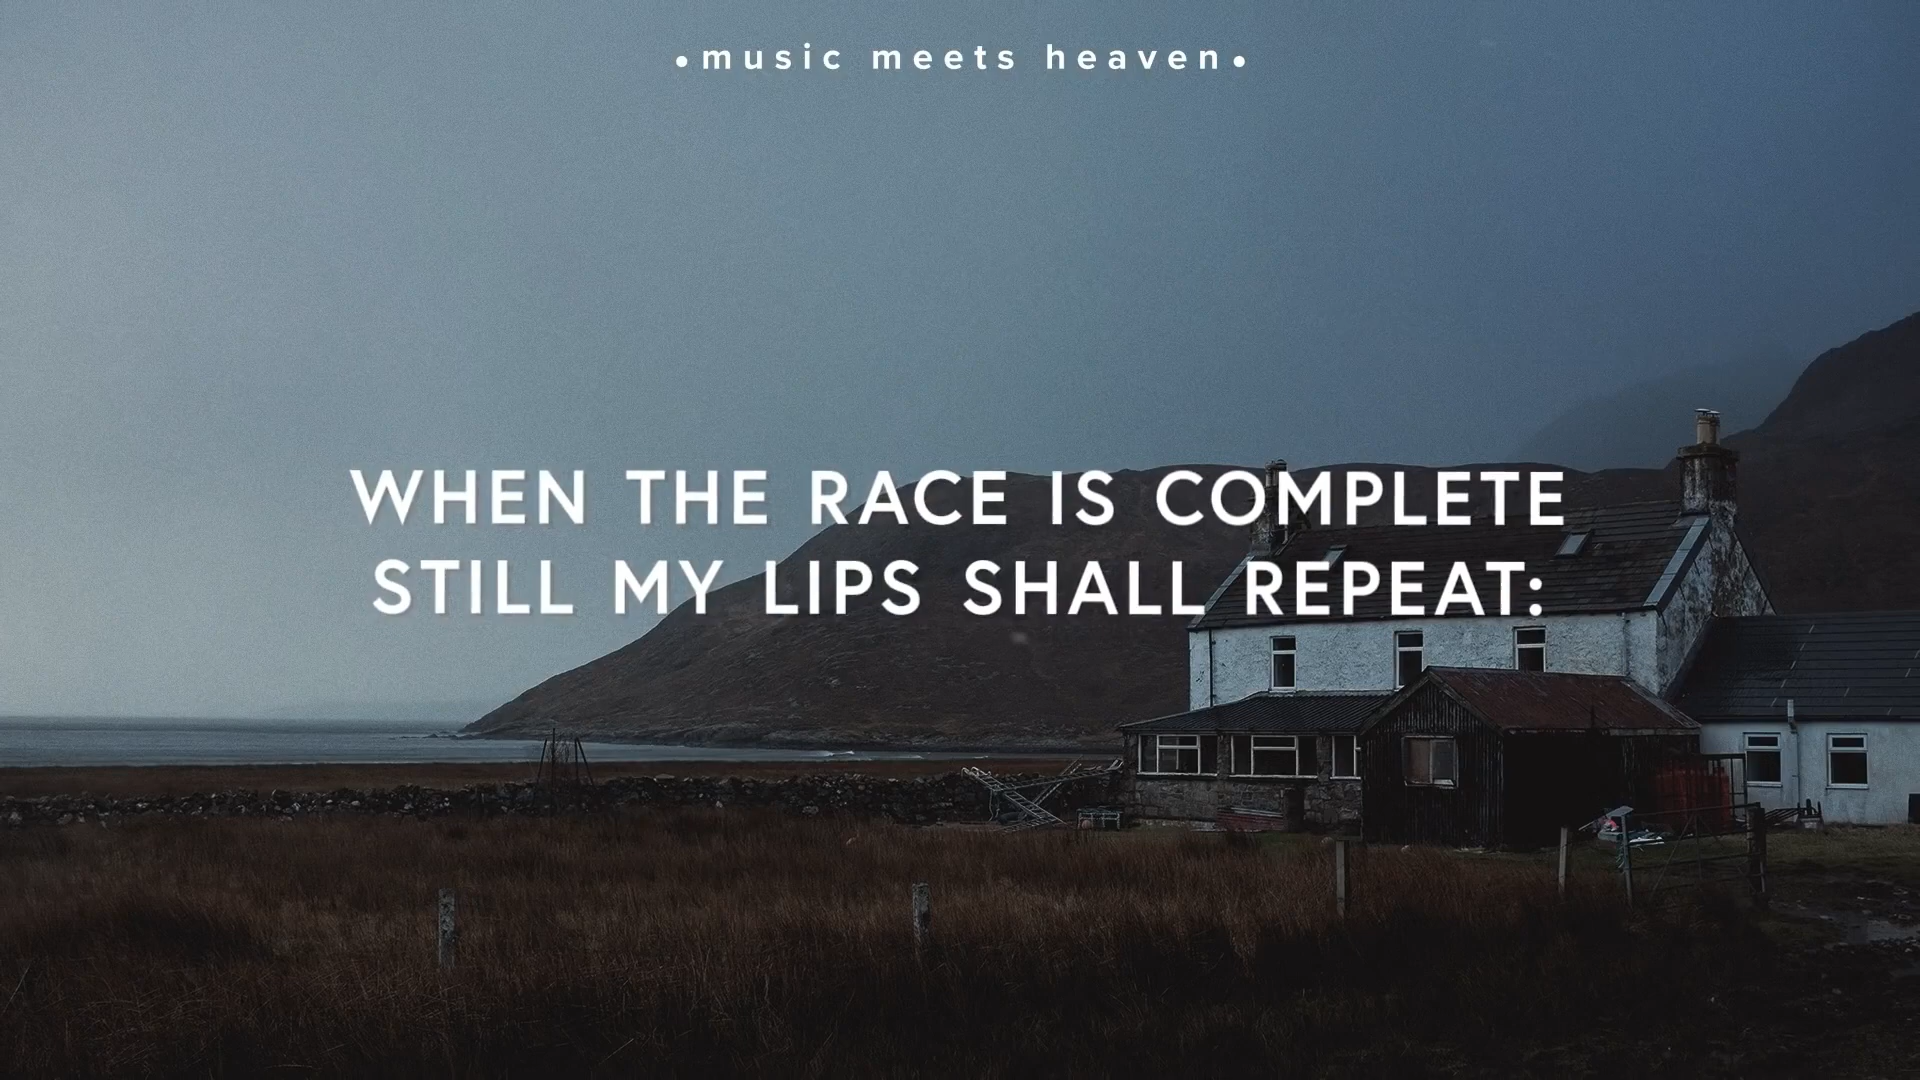 •music meets heaven•
WHEN THE RACE IS COMPLETE
STILL MY LIPS SHALL REPEAT: